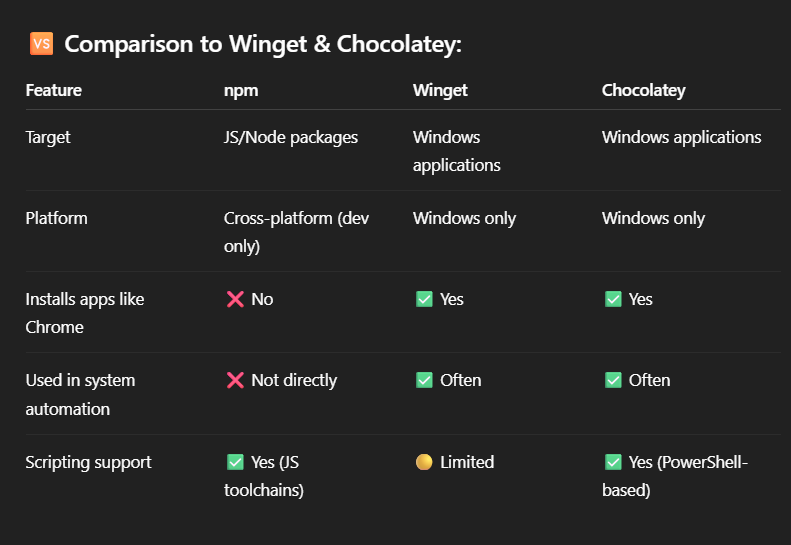 🆚 Comparison to Winget & Chocolatey:
Feature npm Winget Chocolatey
Target JS/Node packages Windows Windows applications
applications
Platform Cross-platform (dev Windows only Windows only
only)
Installs apps like ❌ No ✅ Yes ✅ Yes
Chrome
Used in system ❌ Not directly ✅ Often ✅ Often
automation
Scripting support ✅ Yes (JS 🟡 Limited ✅ Yes (PowerShell-
toolchains) based)